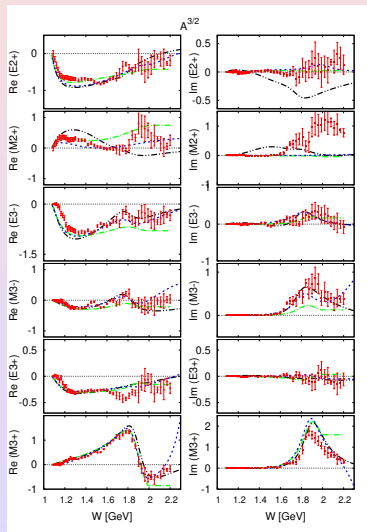 A^{3/2}
Re (E2+)
0
-1
Im (E2+)
0.5
0
-0.5
Re (M2+)
1
0
1
Im (M2+)
1
0
1
Re (E3-)
0
-1.5
Im (E3-)
1
0
-1
Re (M3-)
1
0
-1
Im (M3-)
1
0
Re (E3+)
0.5
0
-0.5
-Im (E3+)
0.5
0
-0.5
Re (M3+)
1
0
-1
Im (M3+)
2
0
-1
1 1.2 1.4 1.6 1.8 2 2.2
1 1.2 1.4 1.6 1.8 2 2.2
W [GeV]
W [GeV]